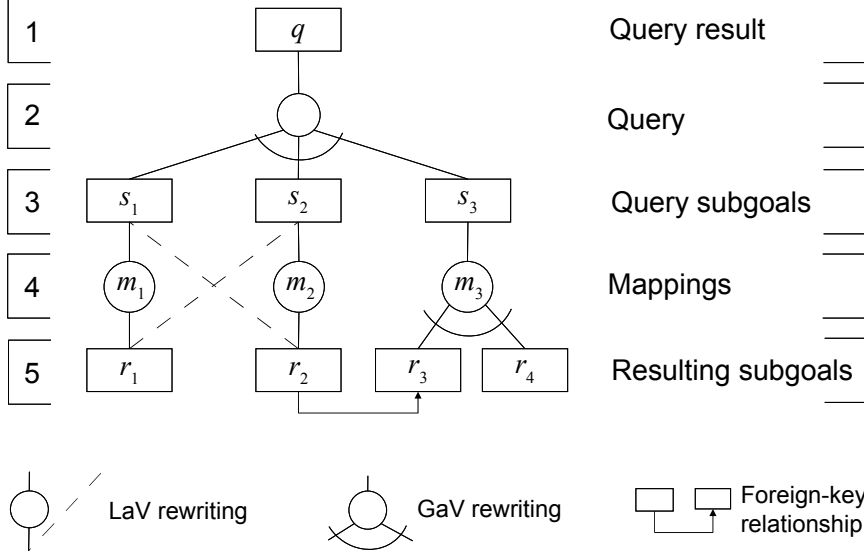 1 q Query result
2 Query
3 s1 s2 s3 Query subgoals
4 m1 m2 m3 Mappings
5 r1 r2 r3 r4 Resulting subgoals
LaV rewriting
GaV rewriting
Foreign-key
relationship